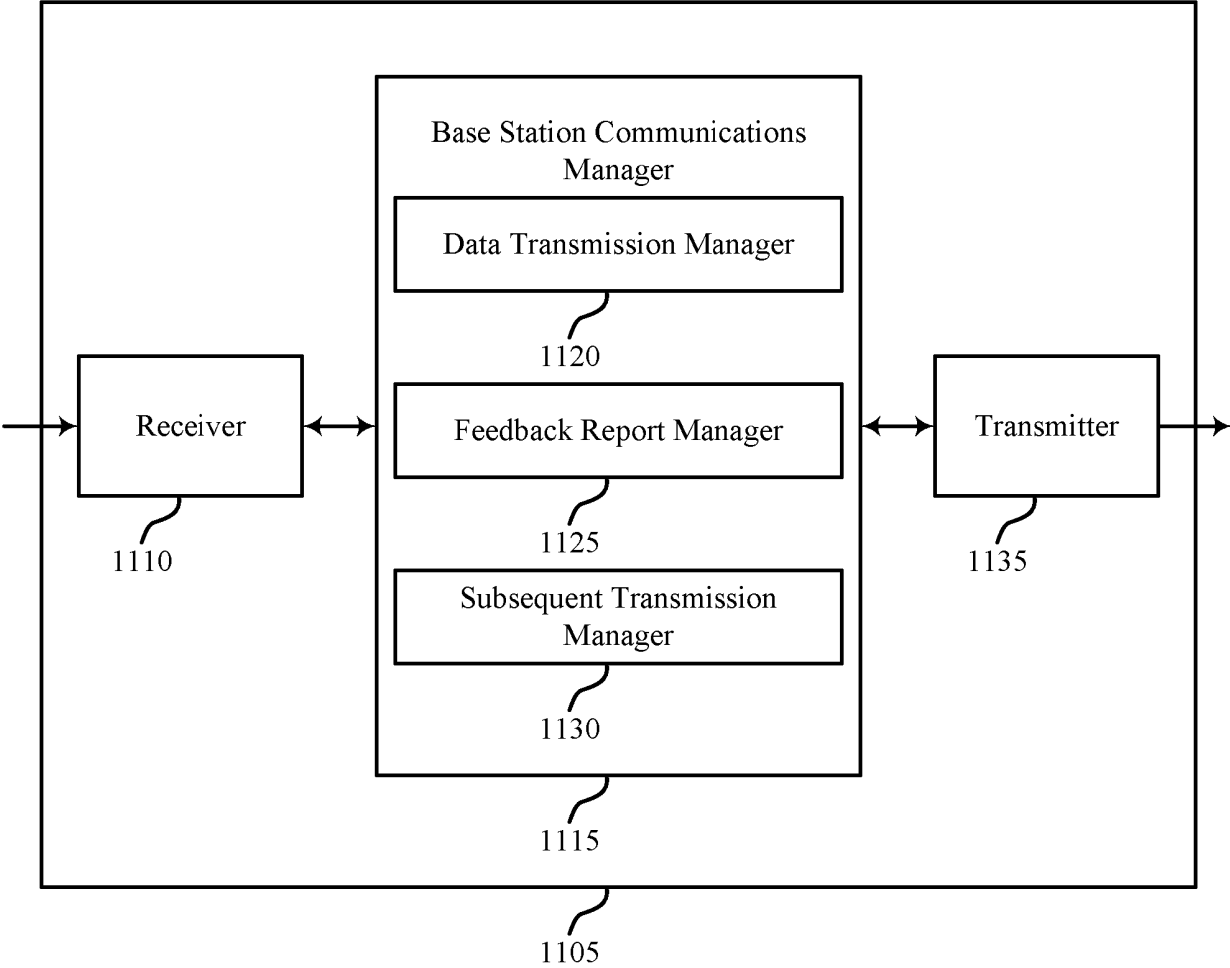 Base Station Communications
Manager
Data Transmission Manager
1120
Receiver
1110
Feedback Report Manager
1125
Transmitter
1135
Subsequent Transmission
Manager
1130
1115
1105